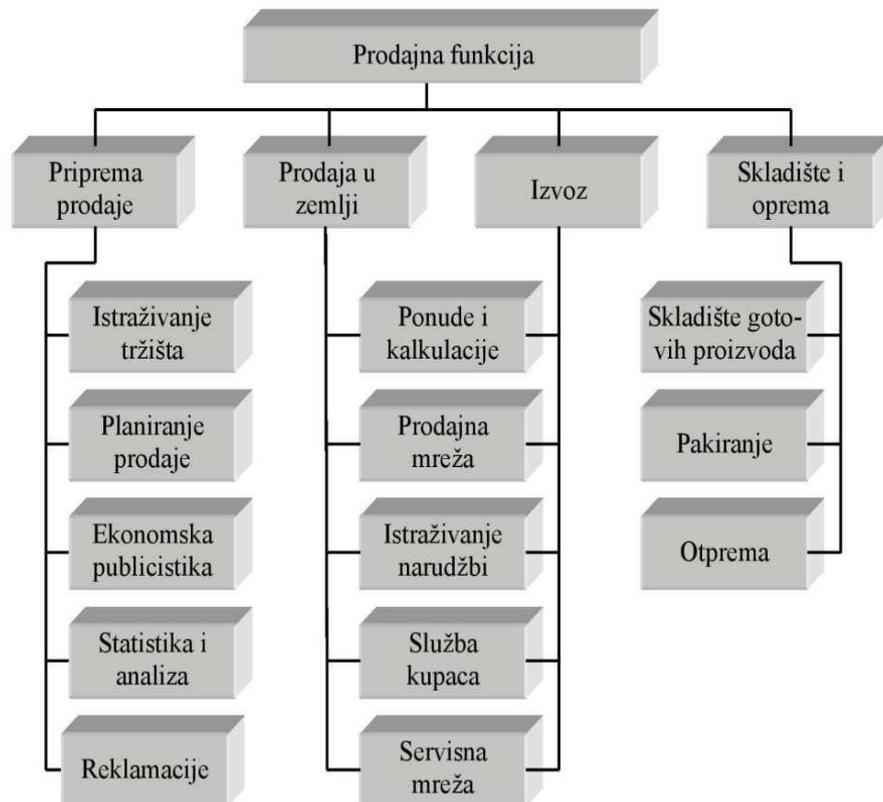 Prodajna funkcija
Priprema
prodaje
Prodaja u
zemlji
Izvoz
Skladište i
oprema
Istraživanje
tržišta
Planiranje
prodaje
Ekonomska
publicistika
Statistika i
analiza
Reklamacije
Ponude i
kalkulacije
Prodajna
mreža
Istraživanje
narudžbi
Služba
kupaca
Servisna
mreža
Skladište goto-
vih proizvoda
Pakiranje
Otprema